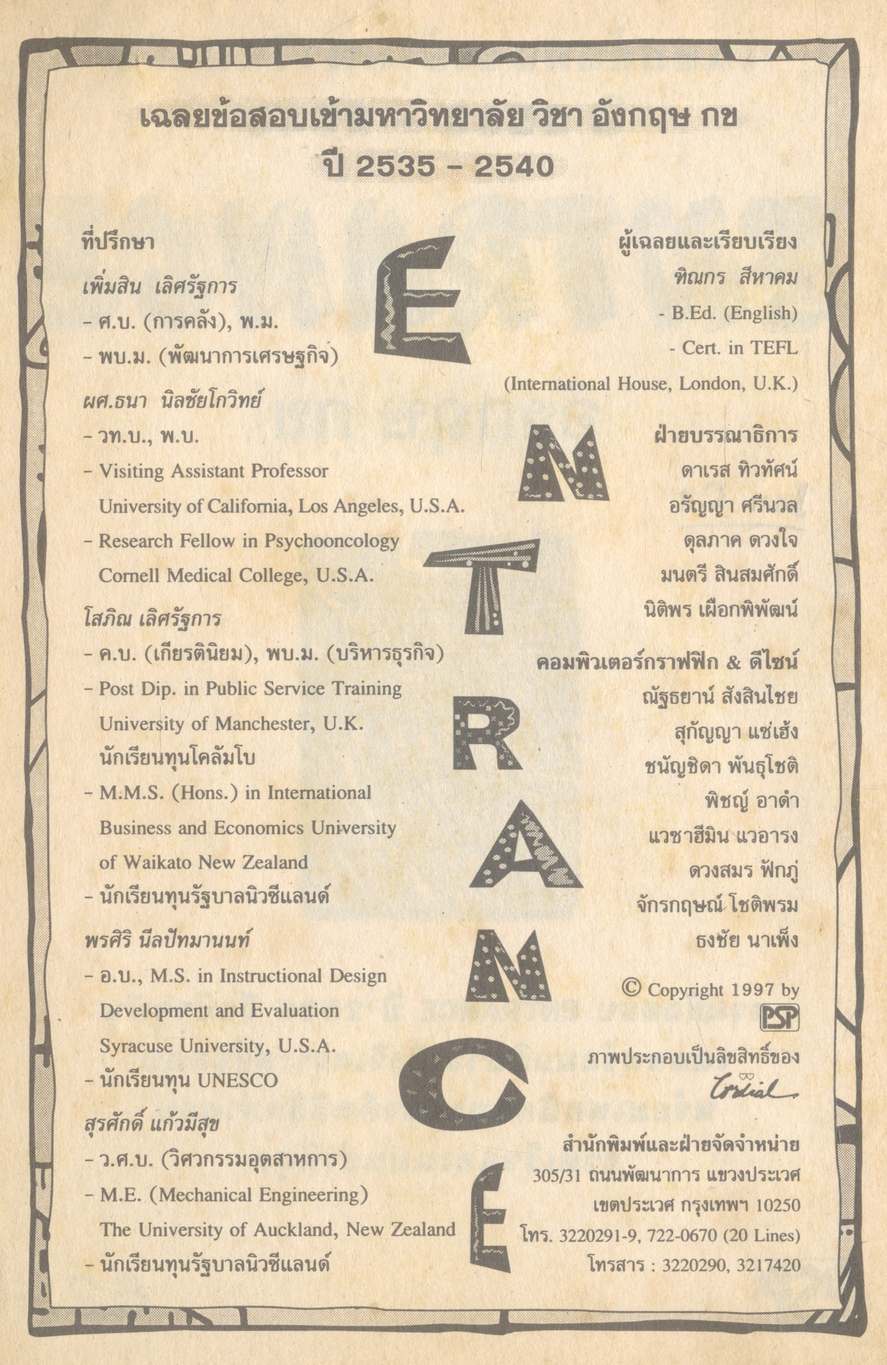 เฉลยข้อสอบเข้ามหาวิทยาลัย วิชา อังกฤษ กข
ปี 2535 – 2540
ENTRANCE
ที่ปรึกษา
เพิ่มสิน เลิศรัฐการ
– ศ.บ. (การคลัง), พ.ม.
– พบ.ม. (พัฒนาการเศรษฐกิจ)
ผศ.ธนา นิลชัยโกวิทย์
– วท.บ., พ.บ.
– Visiting Assistant Professor
University of California, Los Angeles, U.S.A.
– Research Fellow in Psychooncology
Cornell Medical College, U.S.A.
โสภิณ เลิศรัฐการ
– ค.บ. (เกียรตินิยม), พบ.ม. (บริหารธุรกิจ)
– Post Dip. in Public Service Training
University of Manchester, U.K.
นักเรียนทุนโคลัมโบ
– M.M.S. (Hons.) in International
Business and Economics University
of Waikato New Zealand
– นักเรียนทุนรัฐบาลนิวซีแลนด์
พรศิริ นีลปัทมานนท์
– อ.บ., M.S. in Instructional Design
Development and Evaluation
Syracuse University, U.S.A.
– นักเรียนทุน UNESCO
สุรศักดิ์ แก้วมีสุข
– ว.ศ.บ. (วิศวกรรมอุตสาหการ)
– M.E. (Mechanical Engineering)
The University of Auckland, New Zealand
– นักเรียนทุนรัฐบาลนิวซีแลนด์
ผู้เฉลยและเรียบเรียง
ฑิณกร สีหาคม
- B.Ed. (English)
- Cert. in TEFL
(International House, London, U.K.)
ฝ่ายบรรณาธิการ
ดาเรส ทิวทัศน์
อรัญญา ศรีนวล
ดุลภาค ดวงใจ
มนตรี สินสมศักดิ์
นิติพร เผือกพิพัฒน์
คอมพิวเตอร์กราฟฟิก & ดีไซน์
ณัฐธยาน์ สังสินไชย
สุกัญญา แซ่เฮ้ง
ชนัญชิดา พันธุโชติ
พิชญ์ อาดำ
แวซาฮีมิน แวอารง
ดวงสมร ฟักภู่
จักรกฤษณ์ โชติพรม
ธงชัย นาเพ็ง
© Copyright 1997 by
PSP
ภาพประกอบเป็นลิขสิทธิ์ของ
Cordial
สำนักพิมพ์และฝ่ายจัดจำหน่าย
305/31 ถนนพัฒนาการ แขวงประเวศ
เขตประเวศ กรุงเทพฯ 10250
โทร. 3220291-9, 722-0670 (20 Lines)
โทรสาร : 3220290, 3217420